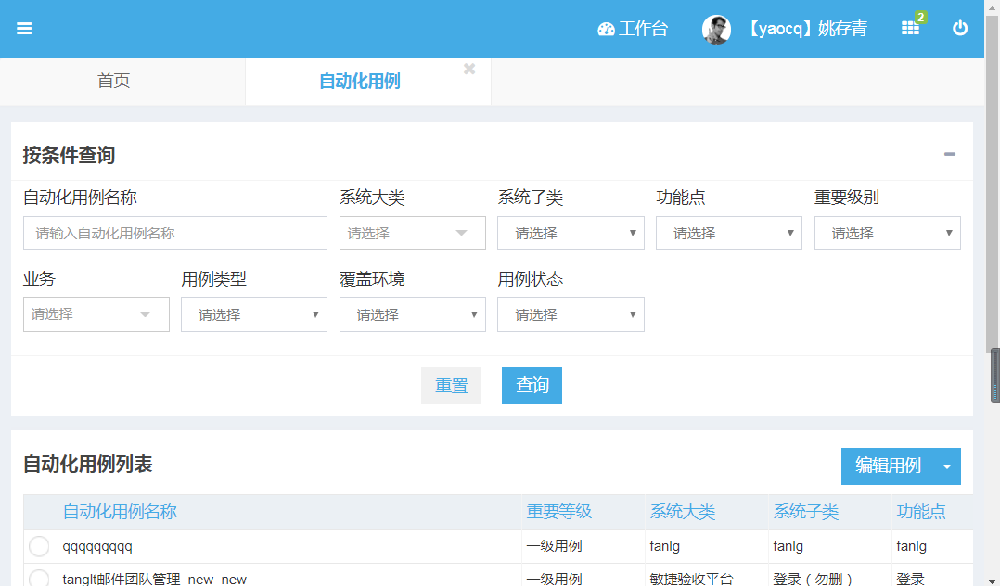 工作台 【yaocq】姚存青 2
首页 自动化用例
按条件查询
自动化用例名称 系统大类 系统子类 功能点 重要级别
请输入自动化用例名称 请选择 请选择 请选择 请选择
业务 用例类型 覆盖环境 用例状态
请选择 请选择 请选择 请选择
重置 查询
自动化用例列表 编辑用例
自动化用例名称 重要等级 系统大类 系统子类 功能点
qqqqqqqqq 一级用例 fanlg fanlg fanlg
tanglt邮件团队管理_new_new 一级用例 敏捷验收平台 登录（勿删） 登录